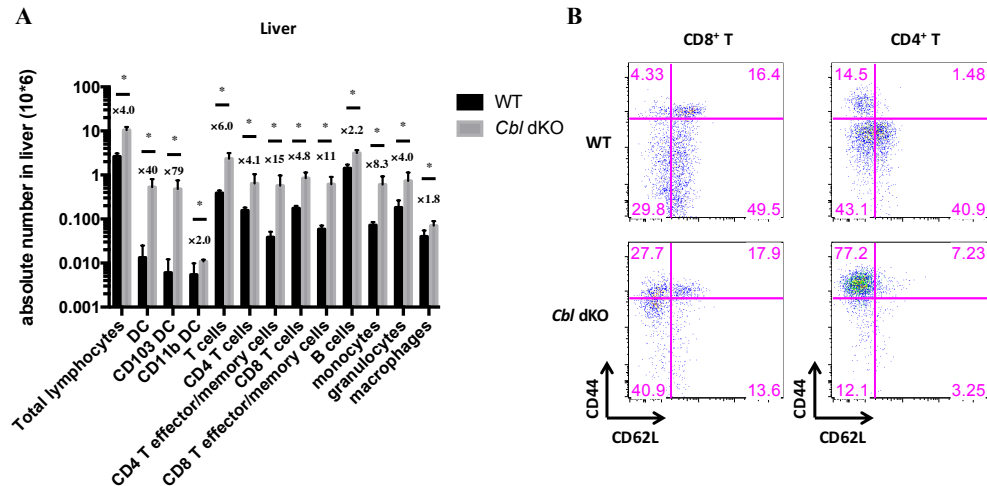 A
Liver
absolute number in liver (10*6)
100
10
1
0.100
0.010
0.001
WT
Cbl dKO
*
×4.0
*
×40
*
×79
*
×2.0
*
×6.0
*
×4.1
*
×15
*
×4.8
*
×11
*
×2.2
*
×8.3
*
×4.0
*
×1.8
Total lymphocytes
DC
CD103 DC
CD11b DC
T cells
CD4 T cells
CD4 T effector/memory cells
CD8 T cells
CD8 T effector/memory cells
B cells
monocytes
granulocytes
macrophages
B
CD8+ T
CD4+ T
WT
4.33
16.4
29.8
49.5
14.5
1.48
43.1
40.9
Cbl dKO
27.7
17.9
40.9
13.6
77.2
7.23
12.1
3.25
CD44
CD62L
CD44
CD62L